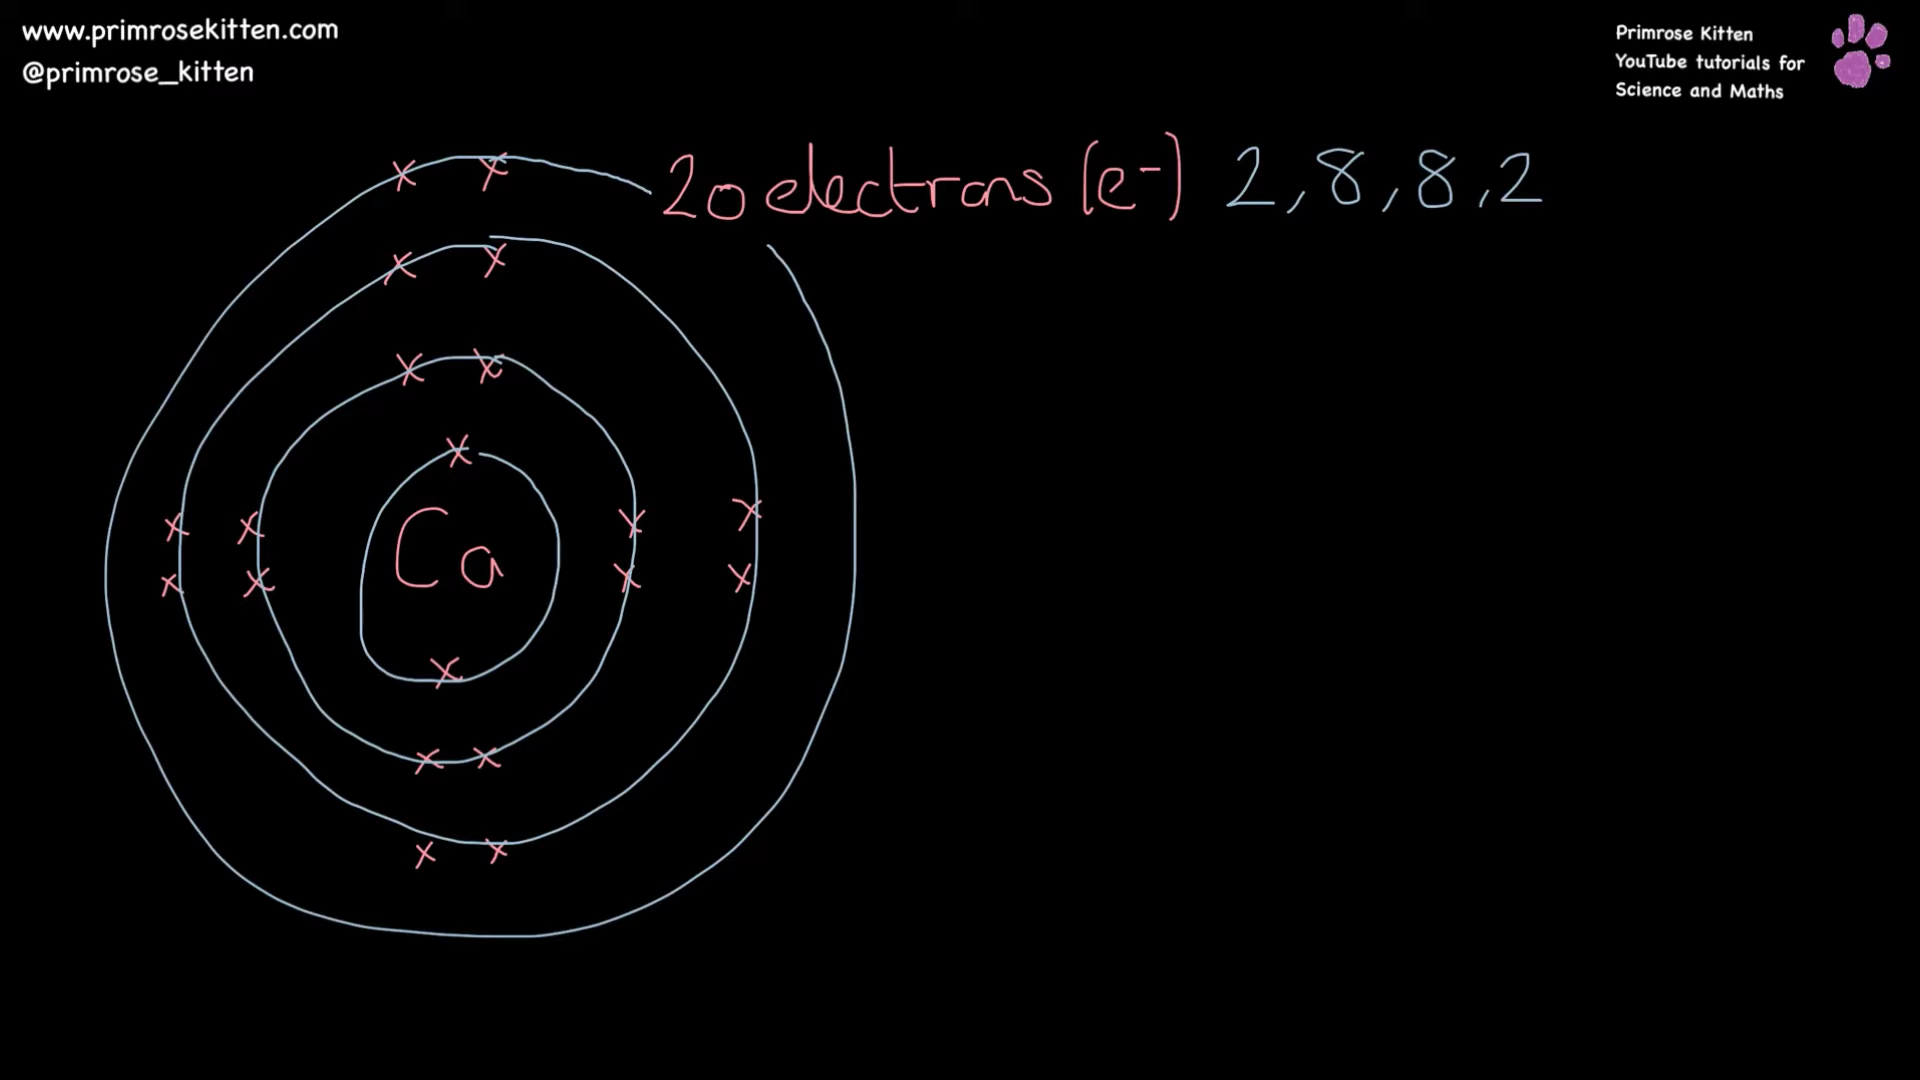 www.primrosekitten.com
@primrose_kitten
Primrose Kitten
YouTube tutorials for
Science and Maths
20 electrons (e-) 2,8,8,2
Ca